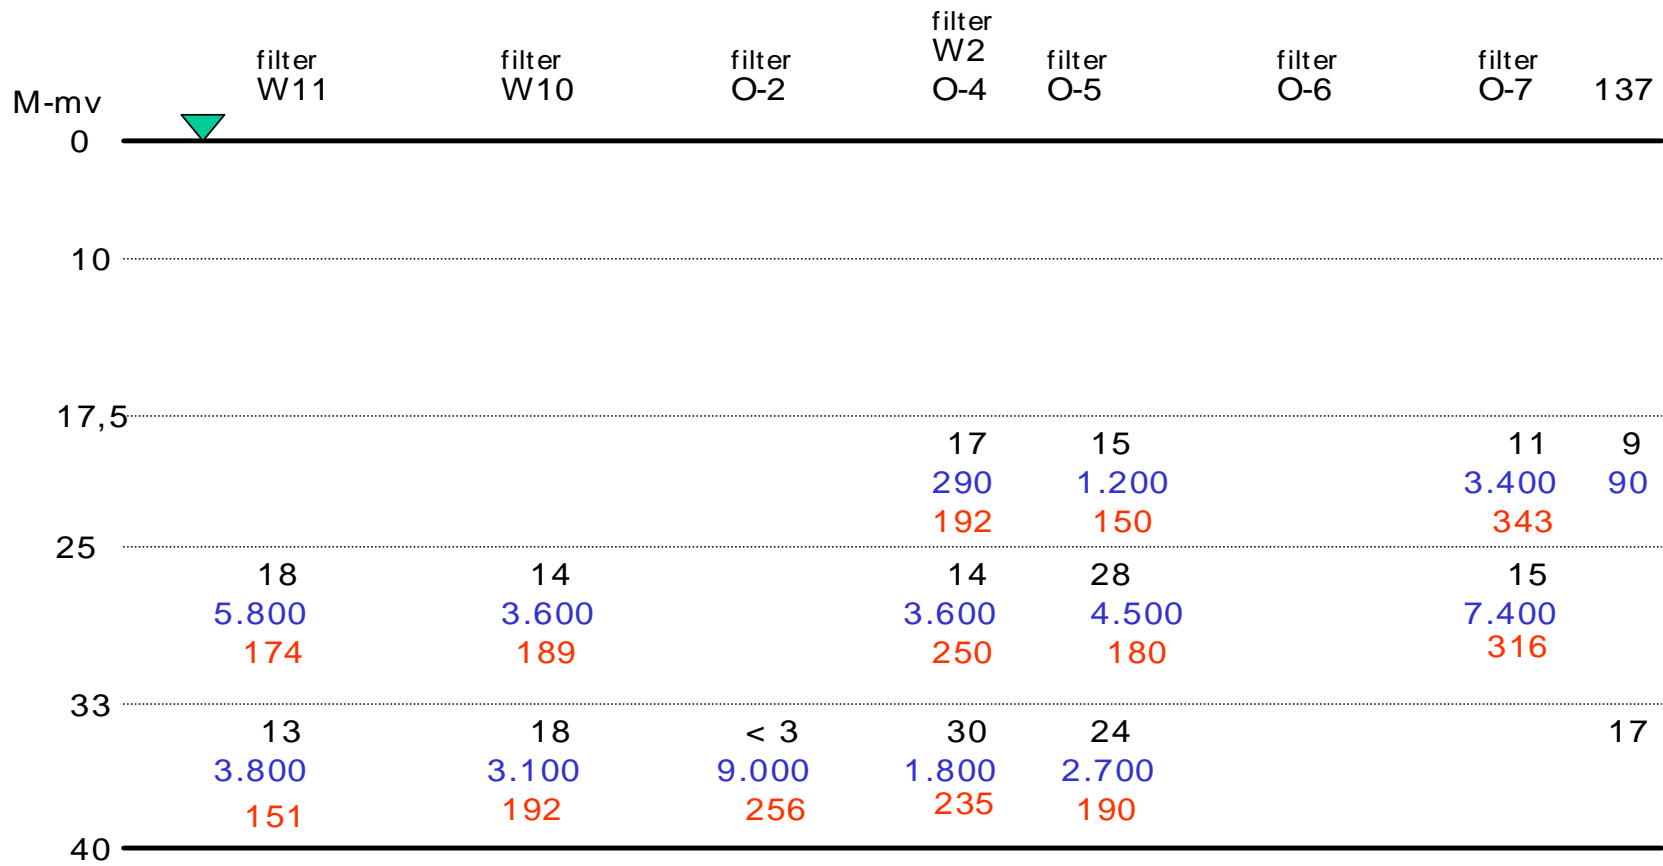 filter
filter filter filter W2 filter filter filter
W11 W10 O-2 O-4 O-5 O-6 O-7 137
M-mv
0
10
17,5
17 15 11 9
290 1.200 3.400 90
192 150 343
25
18 14 14 28 15
5.800 3.600 3.600 4.500 7.400
174 189 250 180 316
33
13 18 < 3 30 24 17
3.800 3.100 9.000 1.800 2.700
151 192 256 235 190
40